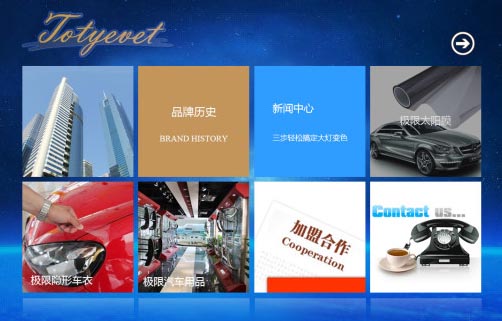 Totyevet
品牌历史
BRAND HISTORY
新闻中心
三步轻松搞定大灯变色
极限太阳膜
极限隐形车衣
极限汽车用品
加盟合作
Cooperation
Contact us...